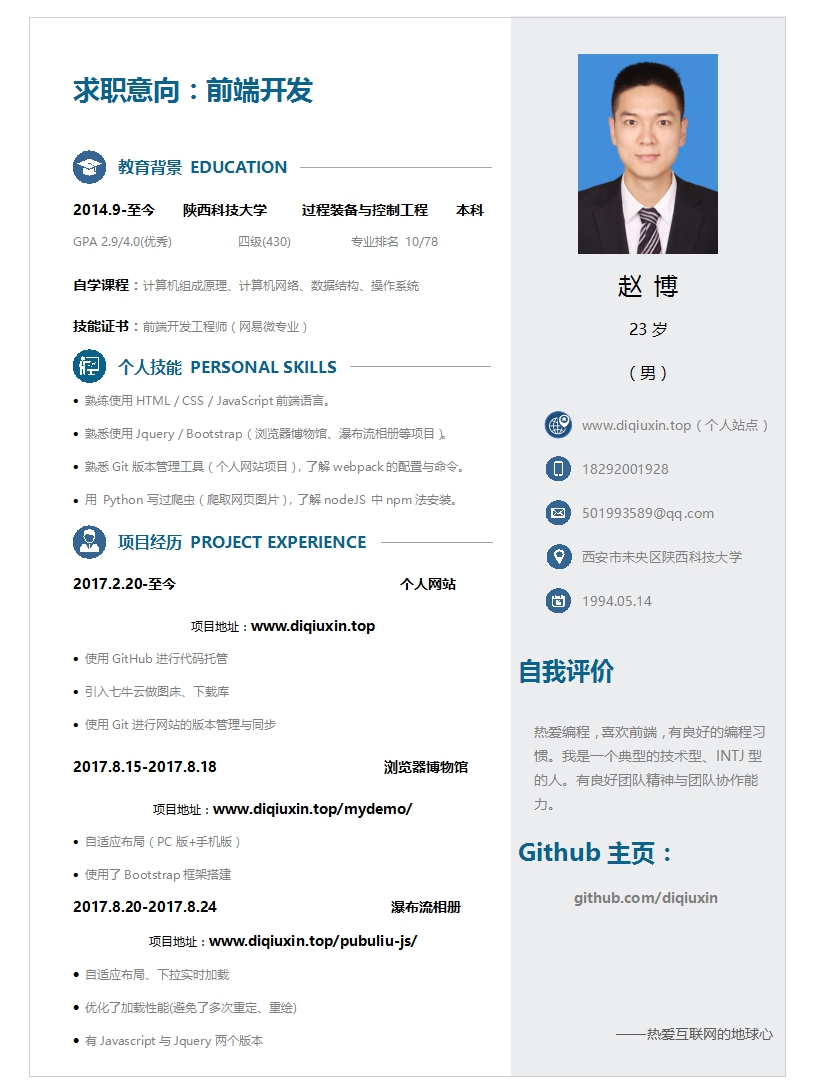 求职意向：前端开发
教育背景 EDUCATION
2014.9-至今 陕西科技大学 过程装备与控制工程 本科
GPA 2.9/4.0(优秀) 四级(430) 专业排名 10/78
自学课程：计算机组成原理、计算机网络、数据结构、操作系统
技能证书：前端开发工程师（网易微专业）
个人技能 PERSONAL SKILLS
• 熟练使用 HTML / CSS / JavaScript 前端语言。
• 熟悉使用 Jquery / Bootstrap（浏览器博物馆、瀑布流相册等项目）。
• 熟悉 Git 版本管理工具（个人网站项目），了解 webpack 的配置与命令。
• 用 Python 写过爬虫（爬取网页图片），了解 nodeJS 中 npm 法安装。
项目经历 PROJECT EXPERIENCE
2017.2.20-至今 个人网站
项目地址：www.diqiuxin.top
• 使用 GitHub 进行代码托管
• 引入七牛云做图床、下载库
• 使用 Git 进行网站的版本管理与同步
2017.8.15-2017.8.18 浏览器博物馆
项目地址：www.diqiuxin.top/mydemo/
• 自适应布局（PC 版+手机版）
• 使用了 Bootstrap 框架搭建
2017.8.20-2017.8.24 瀑布流相册
项目地址：www.diqiuxin.top/pubuliu-js/
• 自适应布局、下拉实时加载
• 优化了加载性能(避免了多次重定、重绘)
• 有 Javascript 与 Jquery 两个版本
赵 博
23 岁
（男）
www.diqiuxin.top（个人站点）
18292001928
501993589@qq.com
西安市未央区陕西科技大学
1994.05.14
自我评价
热爱编程，喜欢前端，有良好的编程习
惯。我是一个典型的技术型、INTJ 型
的人。有良好团队精神与团队协作能
力。
Github 主页：
github.com/diqiuxin
——热爱互联网的地球心